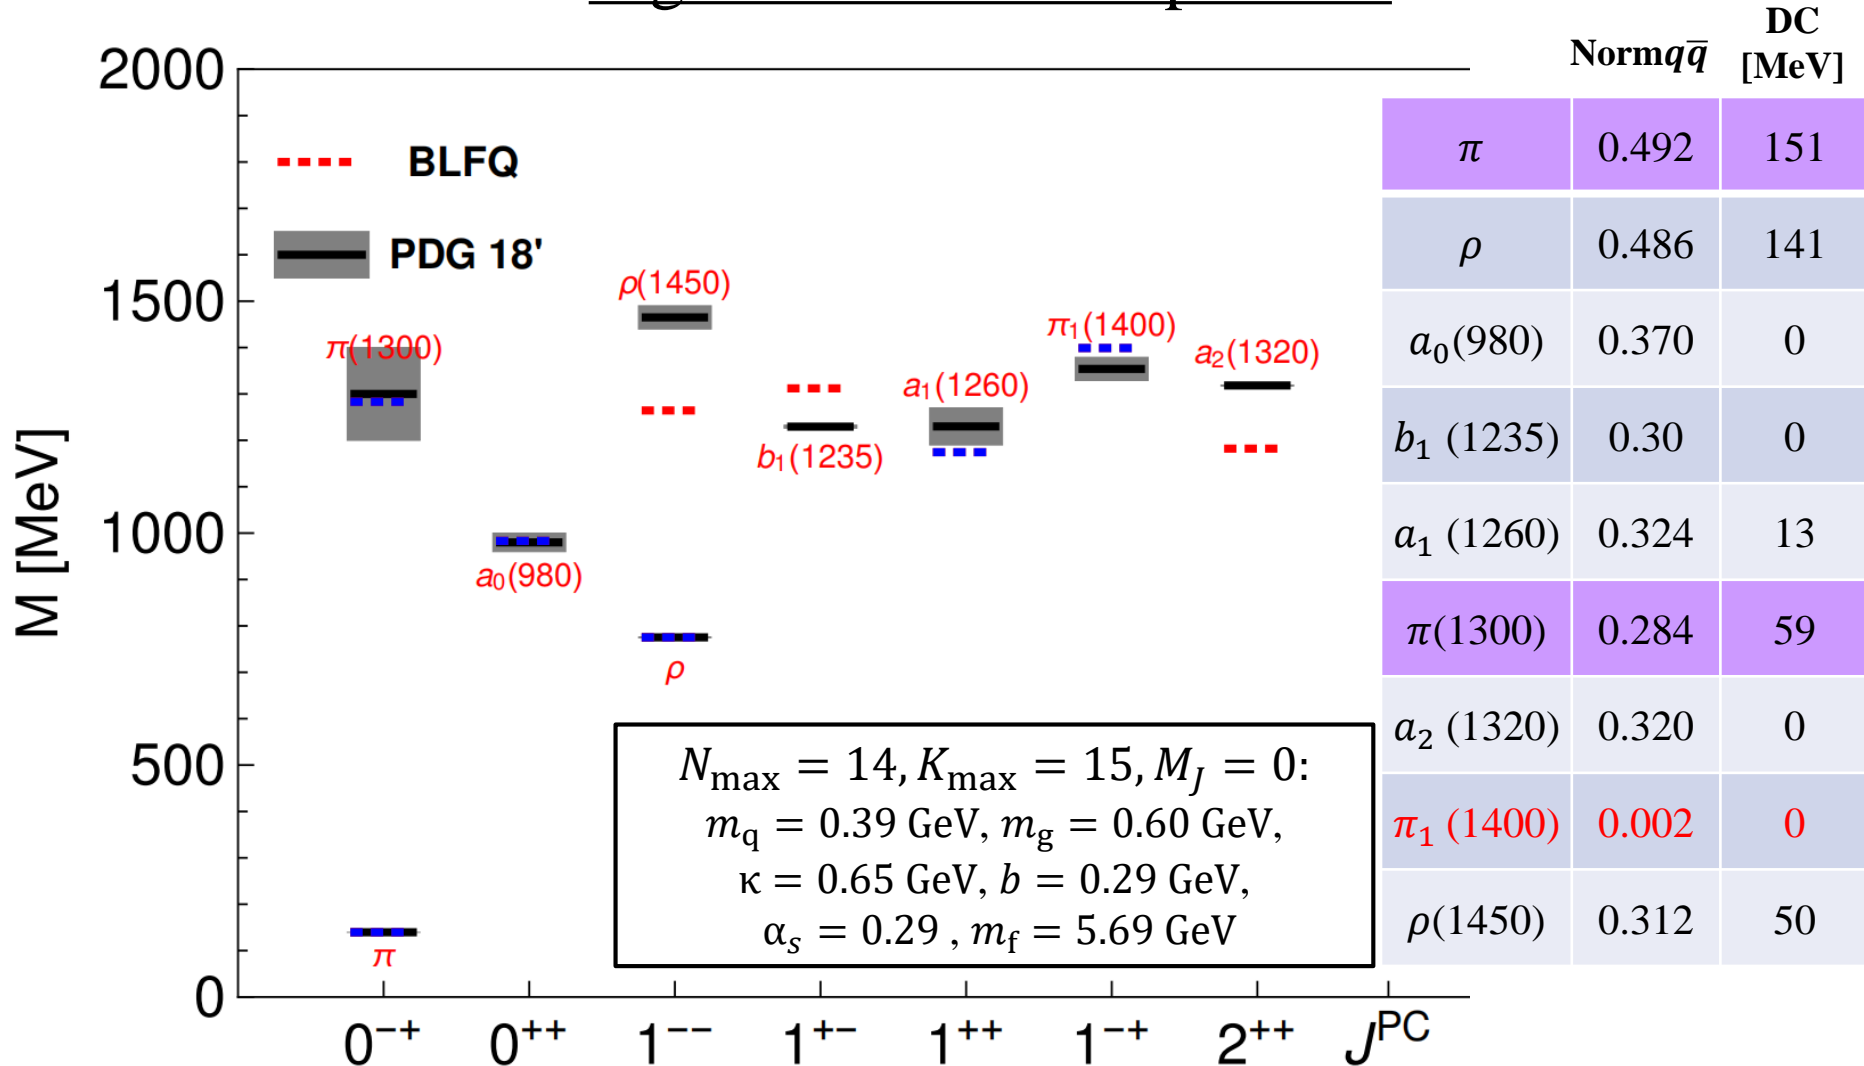 Norm𝑞q̅ DC [MeV]
2000
BLFQ
PDG 18'
1500
ρ(1450)
π(1300)
π₁(1400)
a₂(1320)
a₁(1260)
b₁(1235)
1000
a₀(980)
ρ
500
π
0
M [MeV]
0⁻⁺ 0⁺⁺ 1⁻⁻ 1⁺⁻ 1⁺⁺ 1⁻⁺ 2⁺⁺ Jᴾᶜ
N_max = 14, K_max = 15, M_J = 0:
m_q = 0.39 GeV, m_g = 0.60 GeV,
κ = 0.65 GeV, b = 0.29 GeV,
α_s = 0.29 , m_f = 5.69 GeV
π 0.492 151
ρ 0.486 141
a₀(980) 0.370 0
b₁ (1235) 0.30 0
a₁ (1260) 0.324 13
π(1300) 0.284 59
a₂ (1320) 0.320 0
π₁ (1400) 0.002 0
ρ(1450) 0.312 50